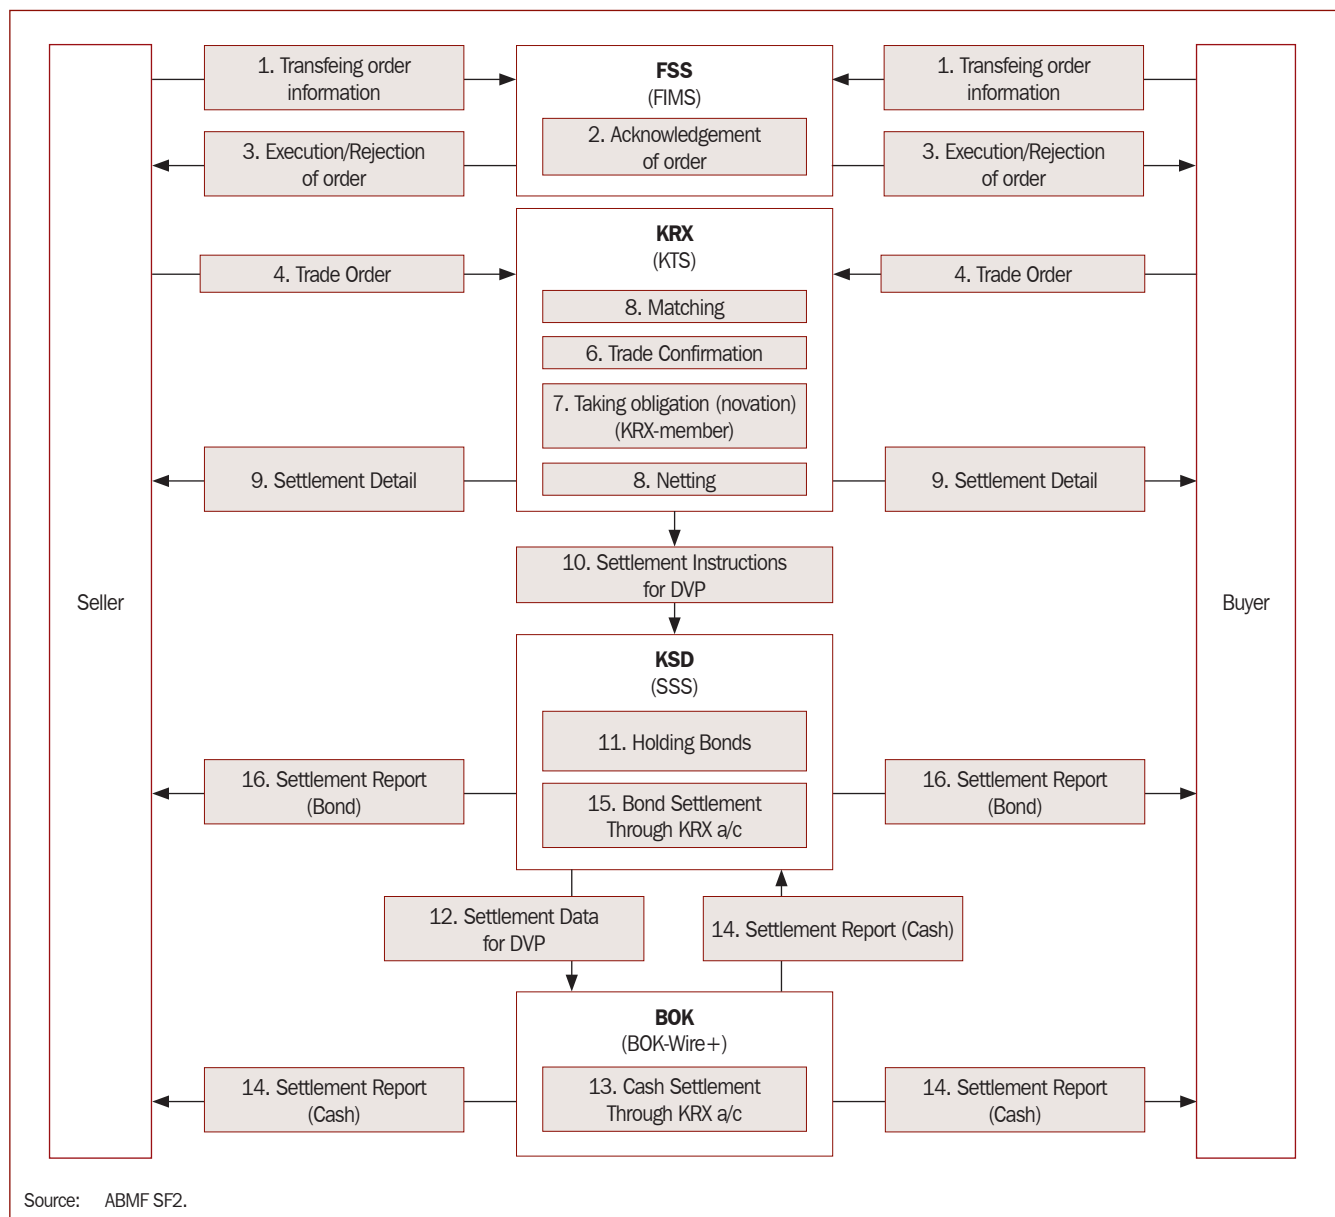 1. Transfeing order
information
FSS
(FIMS)
1. Transfeing order
information
2. Acknowledgement
of order
3. Execution/Rejection
of order
3. Execution/Rejection
of order
KRX
(KTS)
4. Trade Order
4. Trade Order
8. Matching
6. Trade Confirmation
7. Taking obligation (novation)
(KRX-member)
9. Settlement Detail
8. Netting
9. Settlement Detail
10. Settlement Instructions
for DVP
Seller
Buyer
KSD
(SSS)
11. Holding Bonds
16. Settlement Report
(Bond)
15. Bond Settlement
Through KRX a/c
16. Settlement Report
(Bond)
12. Settlement Data
for DVP
14. Settlement Report (Cash)
BOK
(BOK-Wire+)
14. Settlement Report
(Cash)
13. Cash Settlement
Through KRX a/c
14. Settlement Report
(Cash)
Source: ABMF SF2.